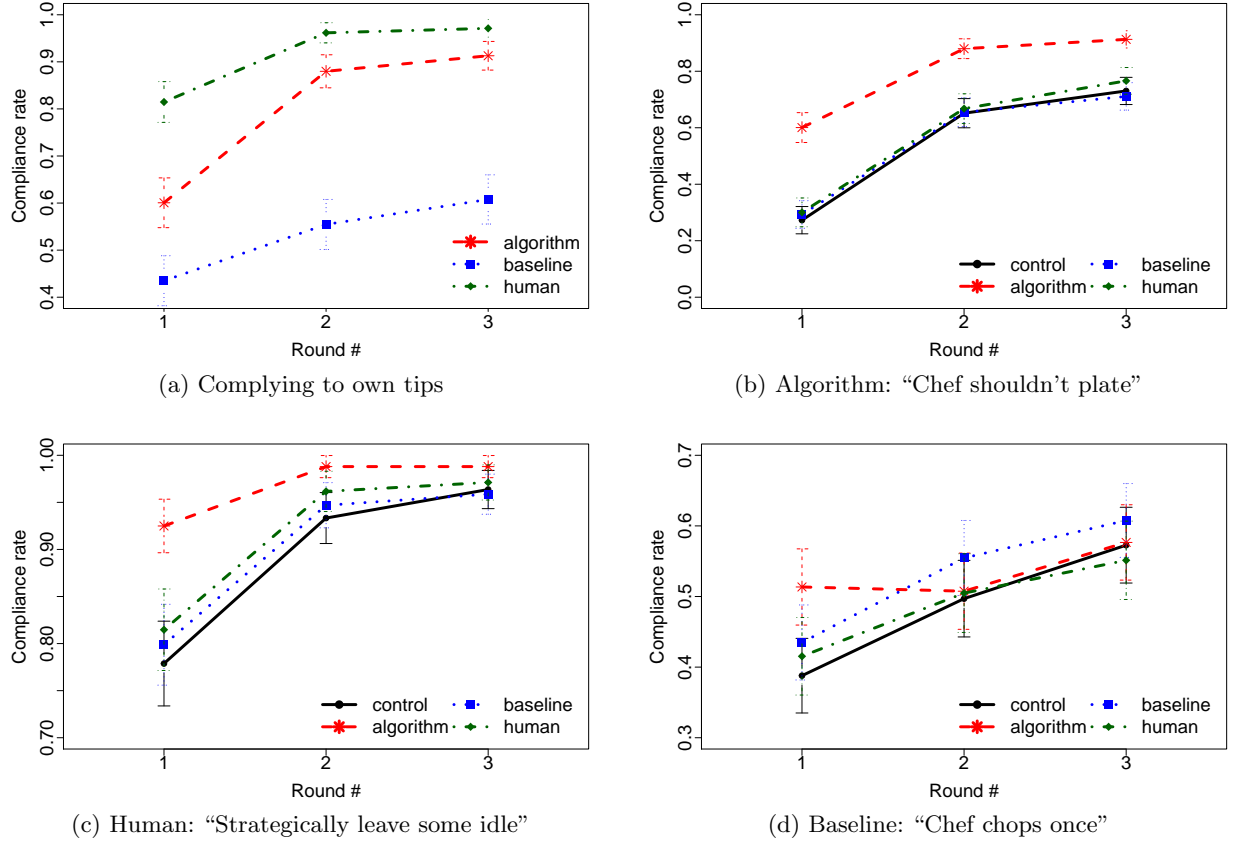 Compliance rate
0.4 0.5 0.6 0.7 0.8 0.9 1.0
algorithm
baseline
human
1 2 3
Round #
(a) Complying to own tips
Compliance rate
0.0 0.2 0.4 0.6 0.8 1.0
control baseline
algorithm human
1 2 3
Round #
(b) Algorithm: “Chef shouldn’t plate”
Compliance rate
0.70 0.80 0.90 1.00
control baseline
algorithm human
1 2 3
Round #
(c) Human: “Strategically leave some idle”
Compliance rate
0.3 0.4 0.5 0.6 0.7
control baseline
algorithm human
1 2 3
Round #
(d) Baseline: “Chef chops once”